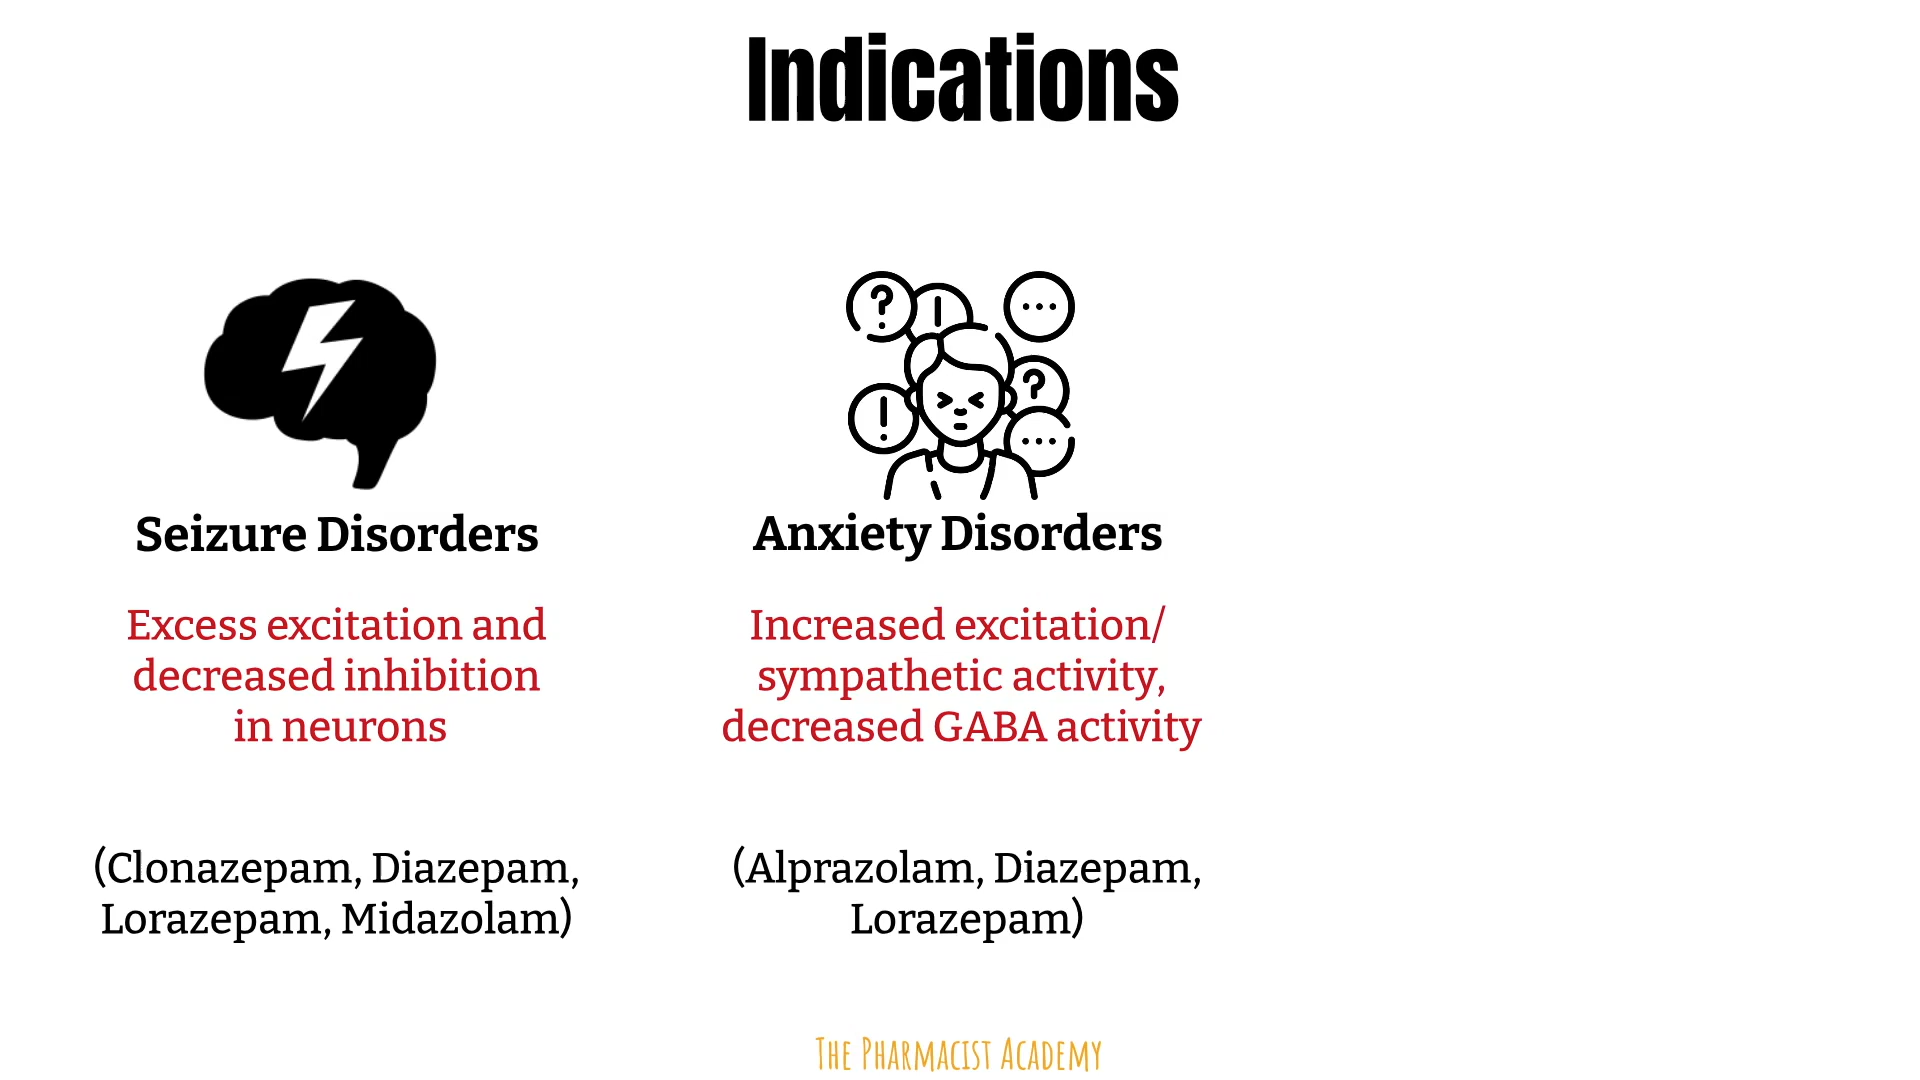 Indications
Seizure Disorders
Excess excitation and
decreased inhibition
in neurons
(Clonazepam, Diazepam,
Lorazepam, Midazolam)
? ! ...
?
! ...
Anxiety Disorders
Increased excitation/
sympathetic activity,
decreased GABA activity
(Alprazolam, Diazepam,
Lorazepam)
The Pharmacist Academy